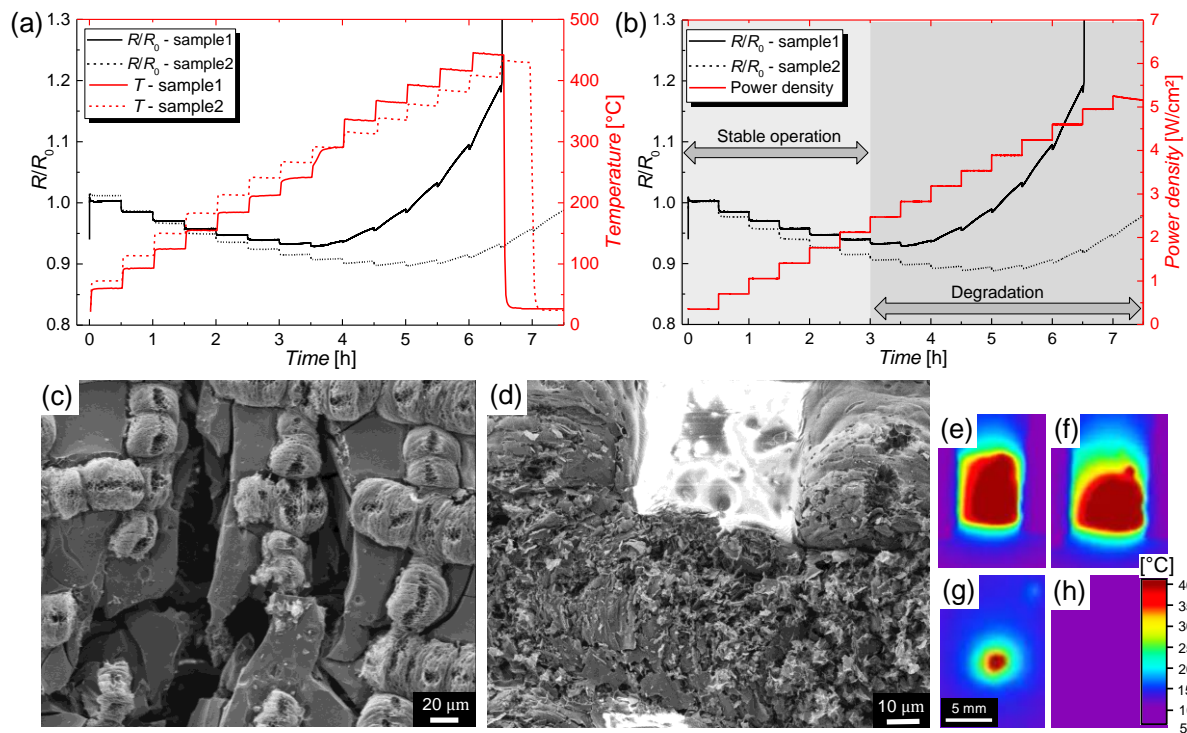 (a)
R/R₀ - sample1
R/R₀ - sample2
T - sample1
T - sample2
R/R₀
1.3
1.2
1.1
1.0
0.9
0.8
0 1 2 3 4 5 6 7
Time [h]
500
400
300
200
100
0
Temperature [°C]
(b)
R/R₀ - sample1
R/R₀ - sample2
Power density
Stable operation
Degradation
R/R₀
1.3
1.2
1.1
1.0
0.9
0.8
0 1 2 3 4 5 6 7
Time [h]
7
6
5
4
3
2
1
0
Power density [W/cm²]
(c)
20 μm
(d)
10 μm
(e)
(f)
(g)
5 mm
(h)
[°C]
15
10
5